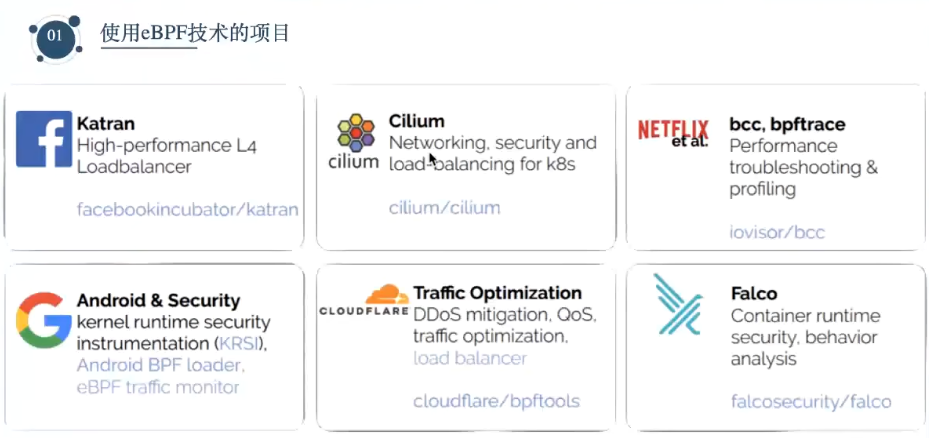 01
使用eBPF技术的项目
Katran
High-performance L4
Loadbalancer
facebookincubator/katran
cilium
Cilium
Networking, security and
load-balancing for k8s
cilium/cilium
NETFLIX
et al.
bcc, bpftrace
Performance
troubleshooting &
profiling
iovisor/bcc
Android & Security
kernel runtime security
instrumentation (KRSI),
Android BPF loader,
eBPF traffic monitor
CLOUDFLARE
Traffic Optimization
DDoS mitigation, QoS,
traffic optimization,
load balancer
cloudflare/bpftools
Falco
Container runtime
security, behavior
analysis
falcosecurity/falco